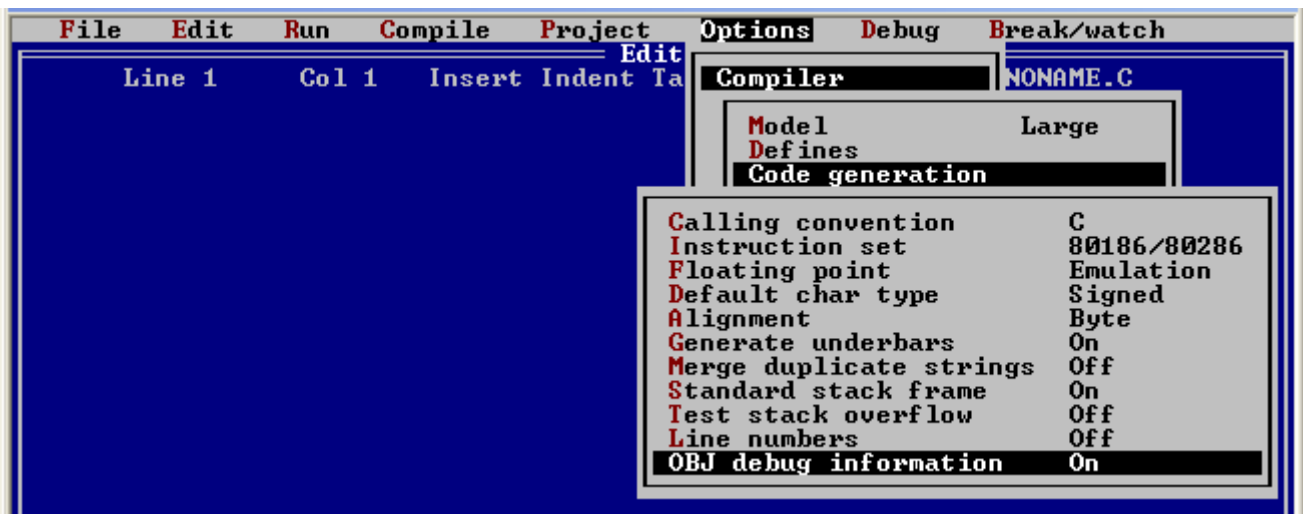 File Edit Run Compile Project Options Debug Break/watch
Edit
Line 1 Col 1 Insert Indent Ta Compiler NONAME.C
Model Large
Defines
Code generation
Calling convention C
Instruction set 80186/80286
Floating point Emulation
Default char type Signed
Alignment Byte
Generate underbars On
Merge duplicate strings Off
Standard stack frame On
Test stack overflow Off
Line numbers Off
OBJ debug information On